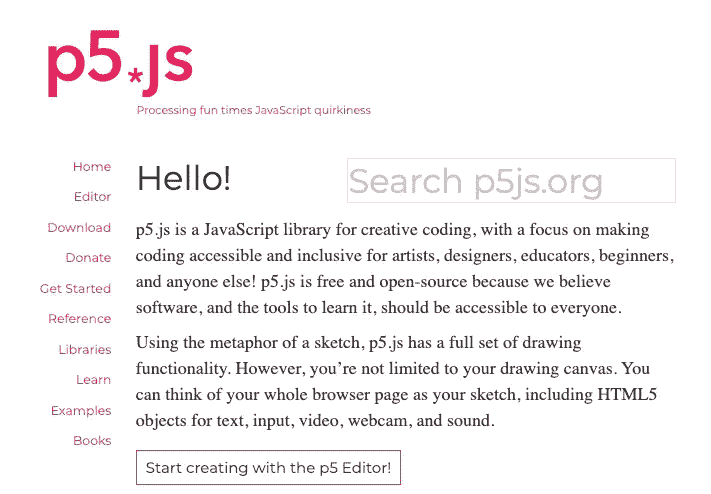 p5.js
Processing fun times JavaScript quirkiness
Home
Editor
Download
Donate
Get Started
Reference
Libraries
Learn
Examples
Books
Hello!
Search p5js.org
p5.js is a JavaScript library for creative coding, with a focus on making
coding accessible and inclusive for artists, designers, educators, beginners,
and anyone else! p5.js is free and open-source because we believe
software, and the tools to learn it, should be accessible to everyone.
Using the metaphor of a sketch, p5.js has a full set of drawing
functionality. However, you’re not limited to your drawing canvas. You
can think of your whole browser page as your sketch, including HTML5
objects for text, input, video, webcam, and sound.
Start creating with the p5 Editor!